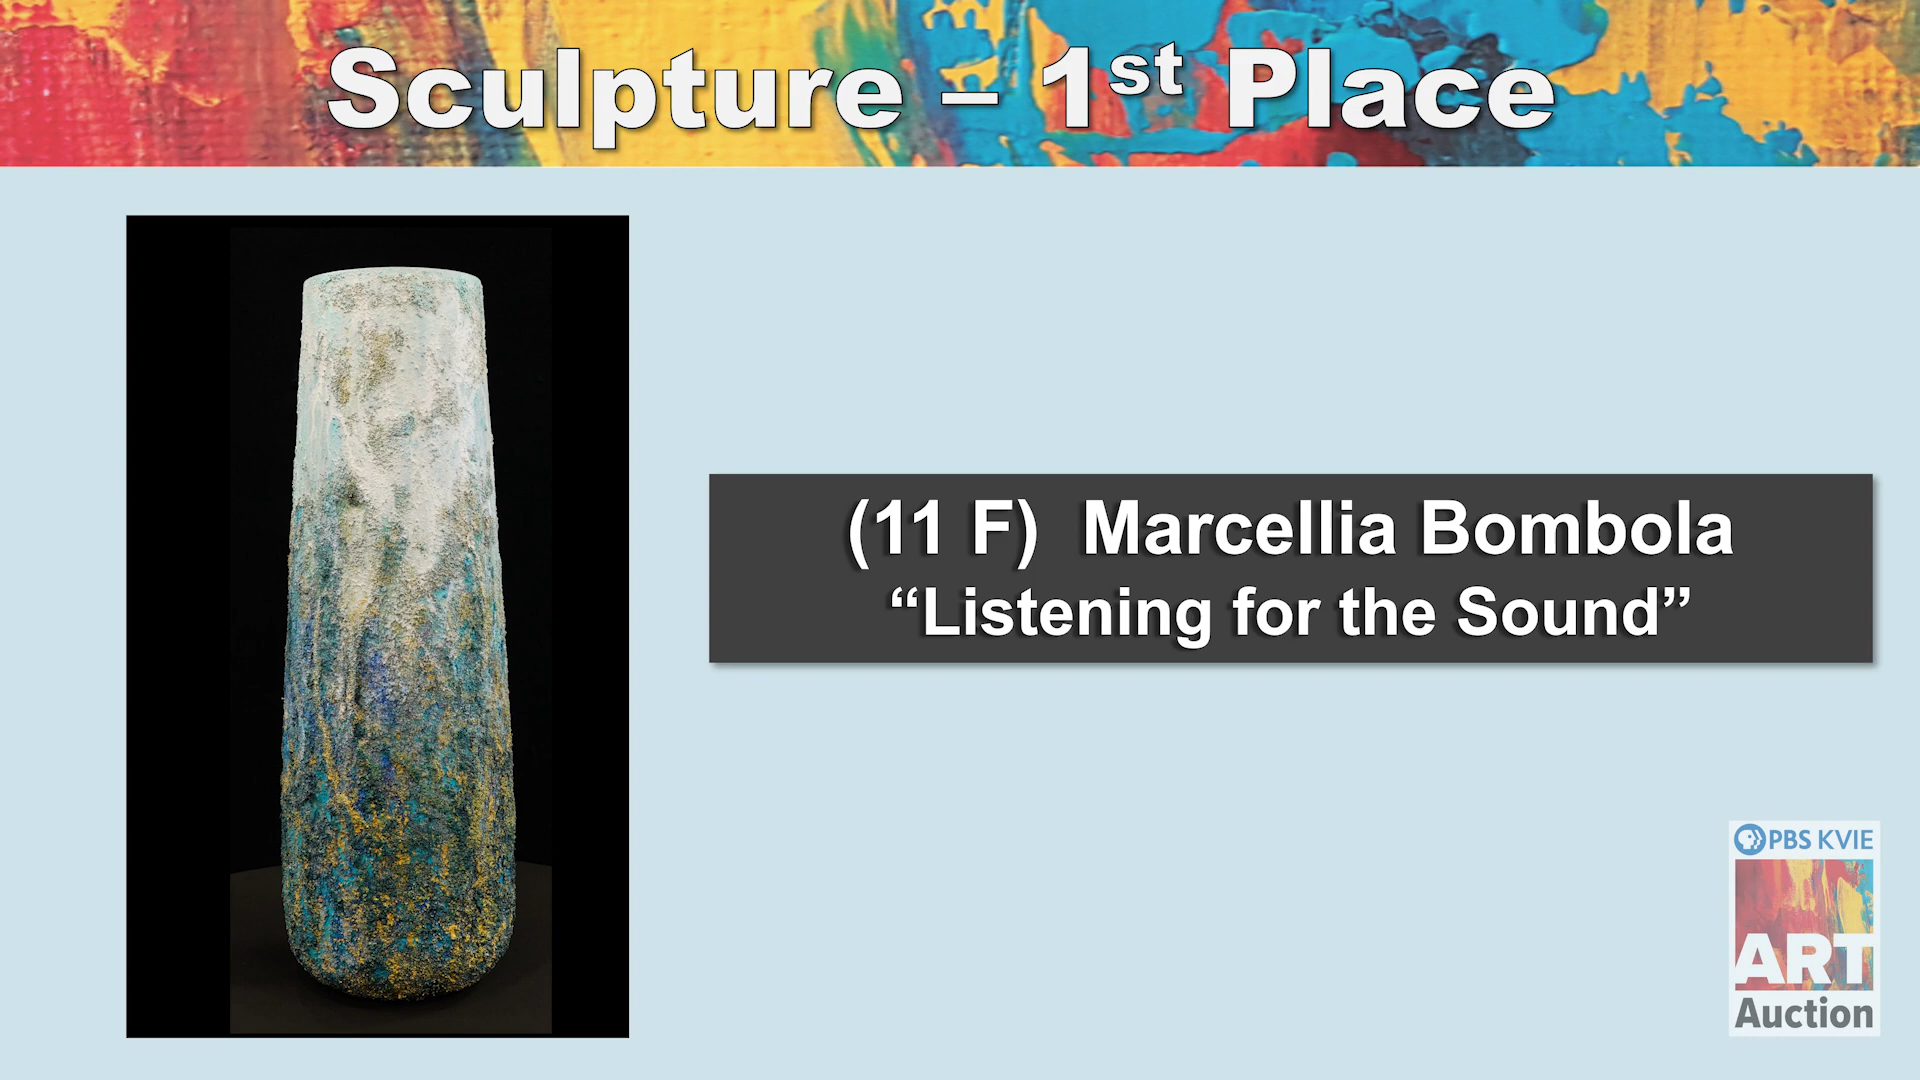 Sculpture – 1st Place
(11 F)  Marcellia Bombola
“Listening for the Sound”
PBS KVIE
ART
Auction